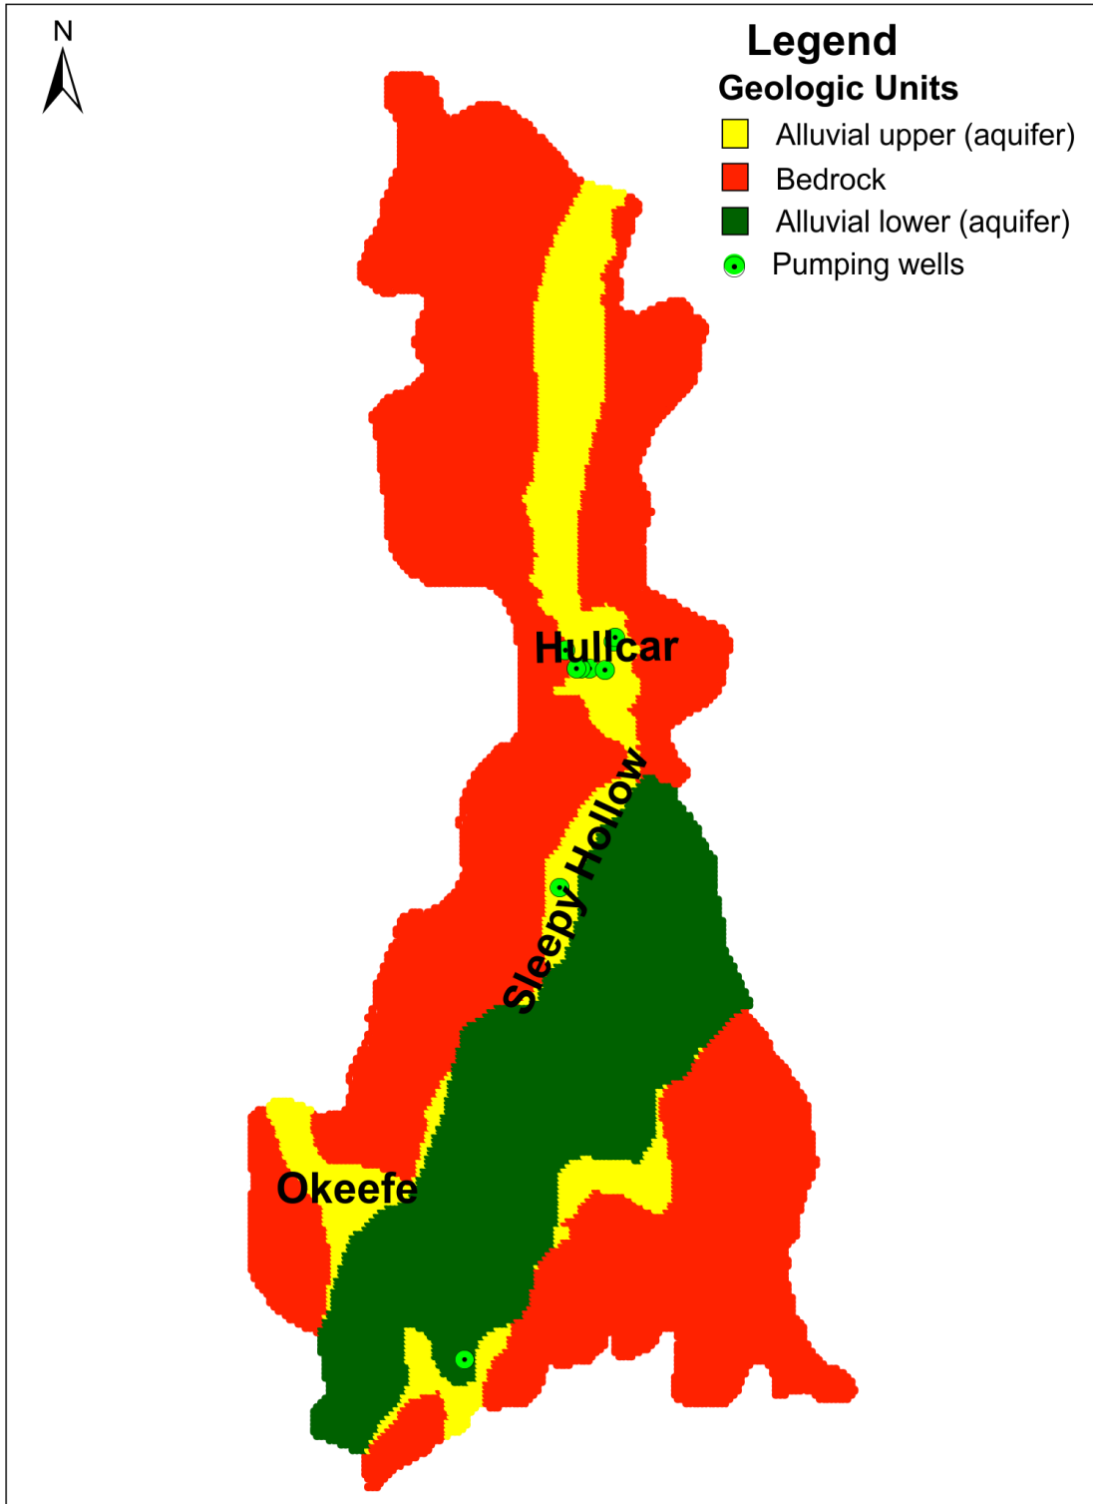 N
Legend
Geologic Units
Alluvial upper (aquifer)
Bedrock
Alluvial lower (aquifer)
Pumping wells
Hullcar
Sleepy Hollow
Okeefe